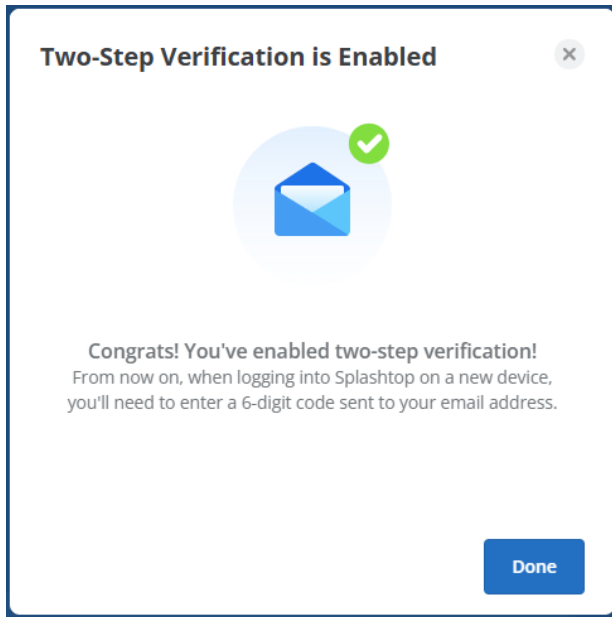 Two-Step Verification is Enabled
Congrats! You've enabled two-step verification!
From now on, when logging into Splashtop on a new device,
you'll need to enter a 6-digit code sent to your email address.
Done